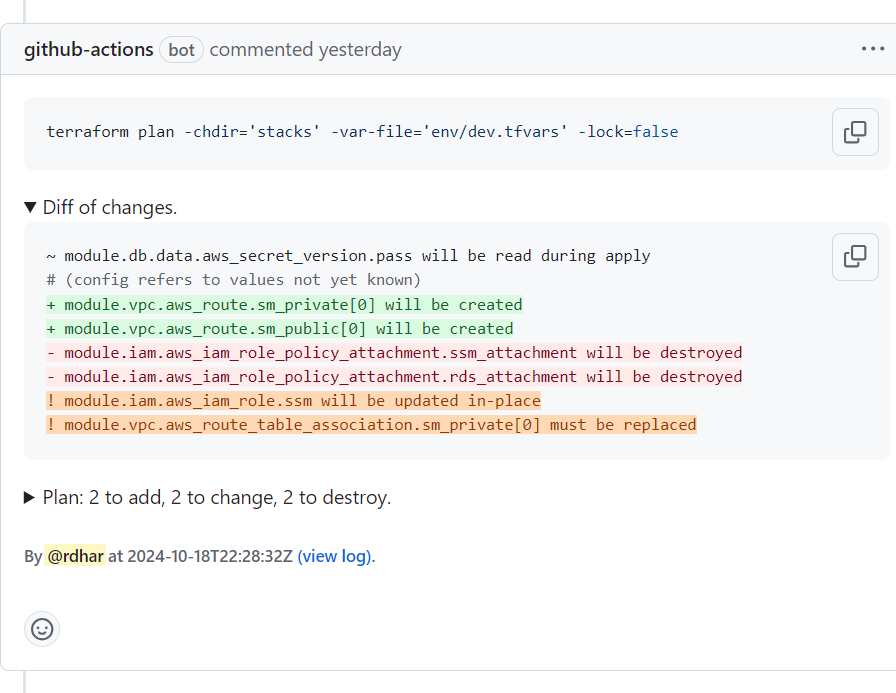 github-actions bot commented yesterday
terraform plan -chdir='stacks' -var-file='env/dev.tfvars' -lock=false
▼ Diff of changes.
~ module.db.data.aws_secret_version.pass will be read during apply
# (config refers to values not yet known)
+ module.vpc.aws_route.sm_private[0] will be created
+ module.vpc.aws_route.sm_public[0] will be created
- module.iam.aws_iam_role_policy_attachment.ssm_attachment will be destroyed
- module.iam.aws_iam_role_policy_attachment.rds_attachment will be destroyed
! module.iam.aws_iam_role.ssm will be updated in-place
! module.vpc.aws_route_table_association.sm_private[0] must be replaced
▶ Plan: 2 to add, 2 to change, 2 to destroy.
By @rdhar at 2024-10-18T22:28:32Z (view log).